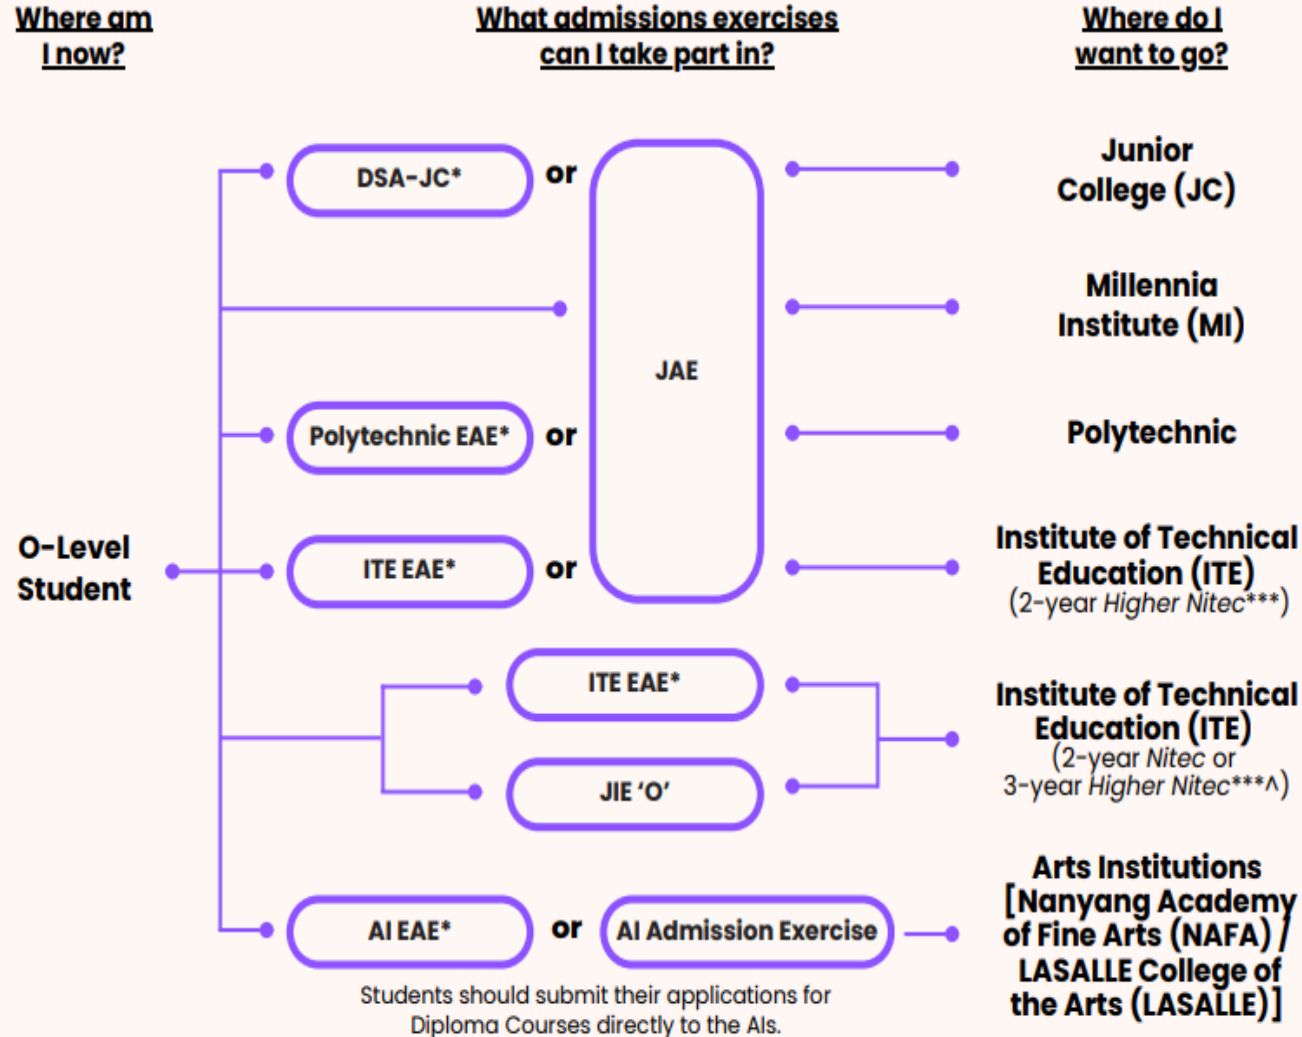 Where am
I now?
What admissions exercises
can I take part in?
Where do I
want to go?
DSA-JC*
or
Junior
College (JC)
Millennia
Institute (MI)
JAE
Polytechnic EAE*
or
Polytechnic
O-Level
Student
ITE EAE*
or
Institute of Technical
Education (ITE)
(2-year Higher Nitec***)
ITE EAE*
JIE ‘O’
Institute of Technical
Education (ITE)
(2-year Nitec or
3-year Higher Nitec***^)
AI EAE*
or
AI Admission Exercise
Arts Institutions
[Nanyang Academy
of Fine Arts (NAFA) /
LASALLE College of
the Arts (LASALLE)]
Students should submit their applications for
Diploma Courses directly to the AIs.